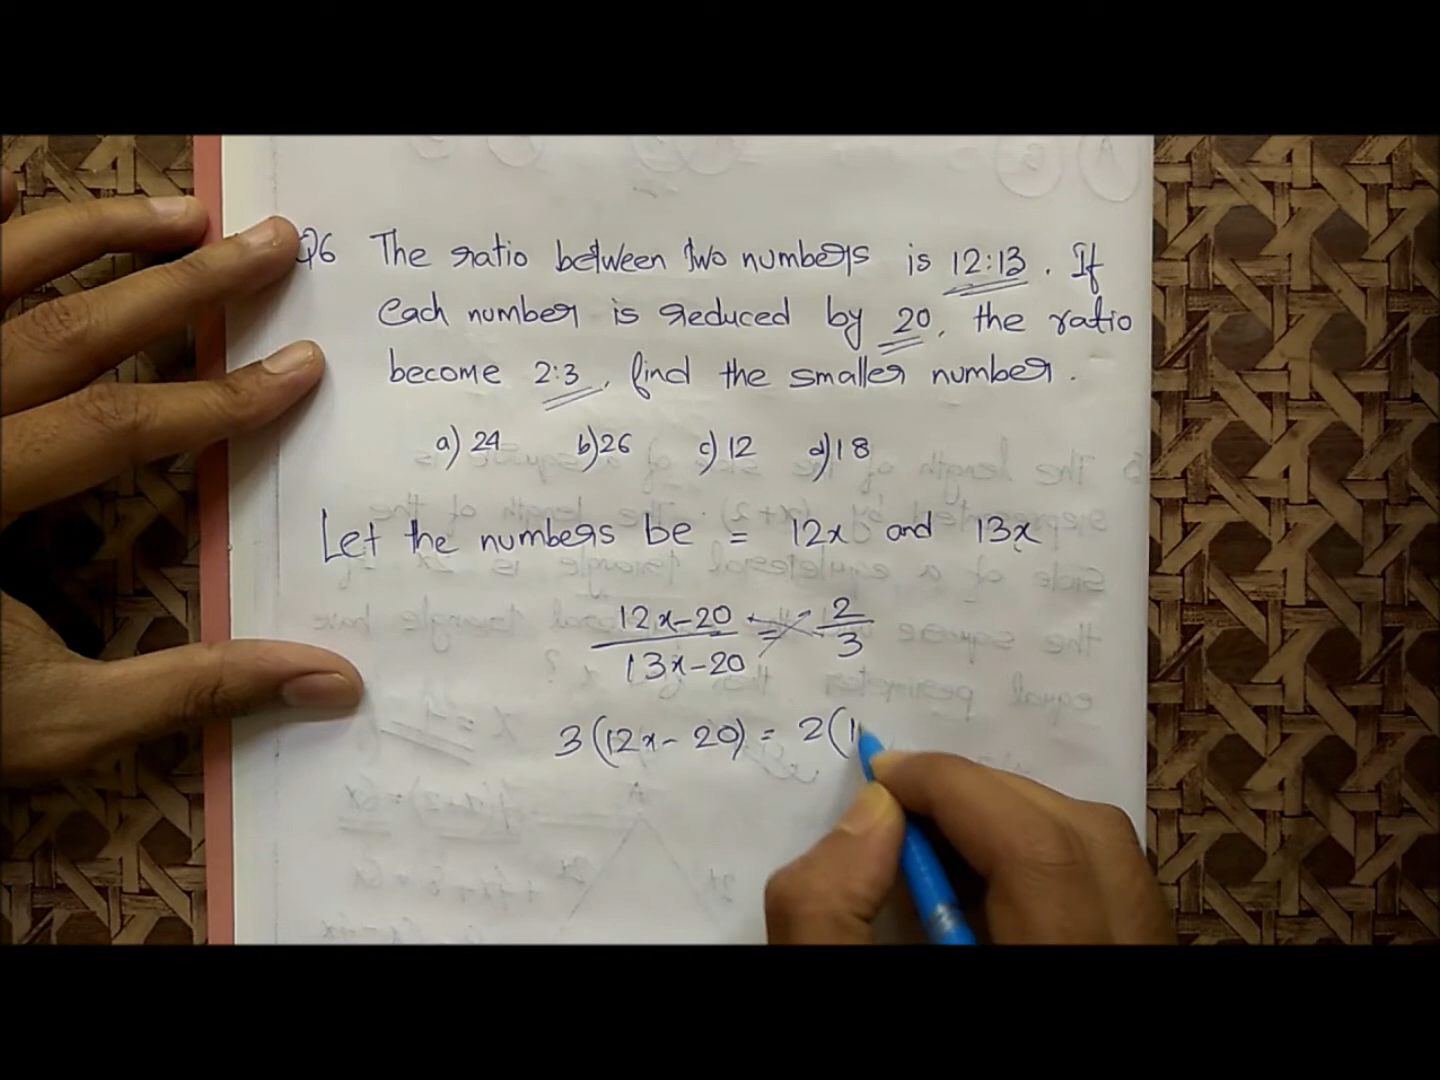 Q6 The ratio between two numbers is 12:13. If
each number is reduced by 20, the ratio
become 2:3, find the smaller number.
a) 24 b) 26 c) 12 d) 18
Let the numbers be = 12x and 13x
12x-20 = 2
13x-20 3
3(12x-20) = 2(1